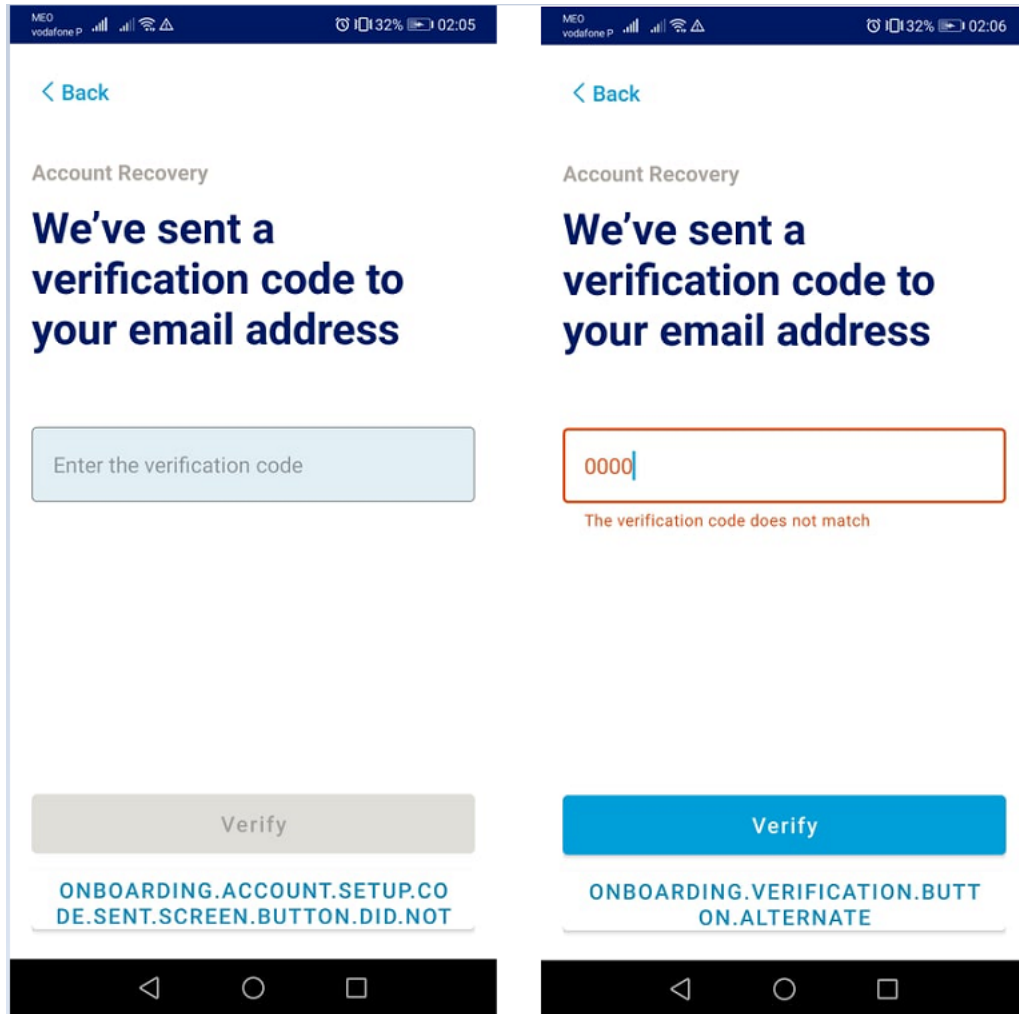 MEO
vodafone P
32% 02:05
Back
Account Recovery
We've sent a
verification code to
your email address
Enter the verification code
Verify
ONBOARDING.ACCOUNT.SETUP.CO
DE.SENT.SCREEN.BUTTON.DID.NOT
MEO
vodafone P
32% 02:06
Back
Account Recovery
We've sent a
verification code to
your email address
0000
The verification code does not match
Verify
ONBOARDING.VERIFICATION.BUTT
ON.ALTERNATE